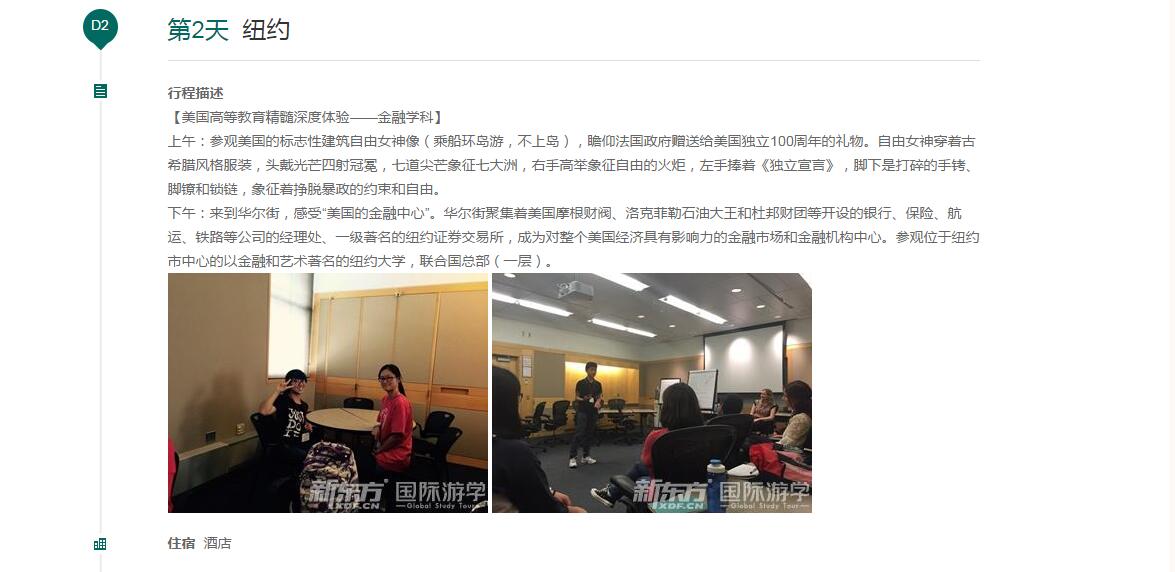 D2
第2天 纽约
行程描述
【美国高等教育精髓深度体验——金融学科】
上午：参观美国的标志性建筑自由女神像（乘船环岛游，不上岛），瞻仰法国政府赠送给美国独立100周年的礼物。自由女神穿着古
希腊风格服装，头戴光芒四射冠冕，七道尖芒象征七大洲，右手高举象征自由的火炬，左手捧着《独立宣言》，脚下是打碎的手铐、
脚镣和锁链，象征着挣脱暴政的约束和自由。
下午：来到华尔街，感受“美国的金融中心”。华尔街聚集着美国摩根财阀、洛克菲勒石油大王和杜邦财团等开设的银行、保险、航
运、铁路等公司的经理处、一级著名的纽约证券交易所，成为对整个美国经济具有影响力的金融市场和金融机构中心。参观位于纽约
市中心的以金融和艺术著名的纽约大学，联合国总部（一层）。
JUST
DO IT
新东方 国际游学
XDF.CN —Global Study Tour—
新东方 国际游学
XDF.CN —Global Study Tour—
住宿 酒店